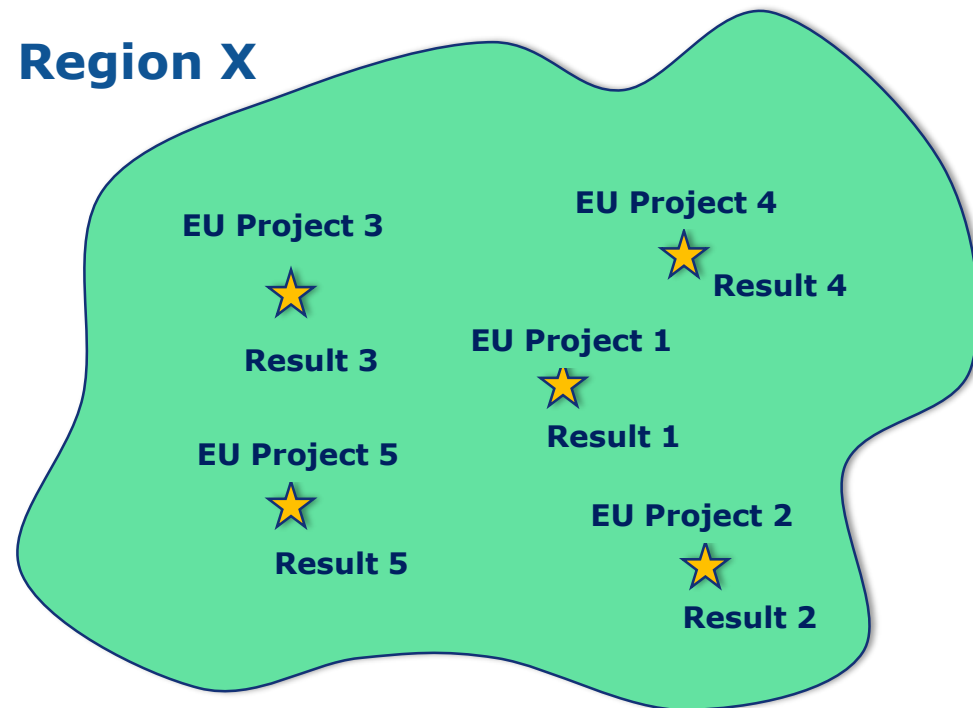 Region X
EU Project 4
EU Project 3
Result 4
EU Project 1
Result 3
Result 1
EU Project 5
EU Project 2
Result 5
Result 2